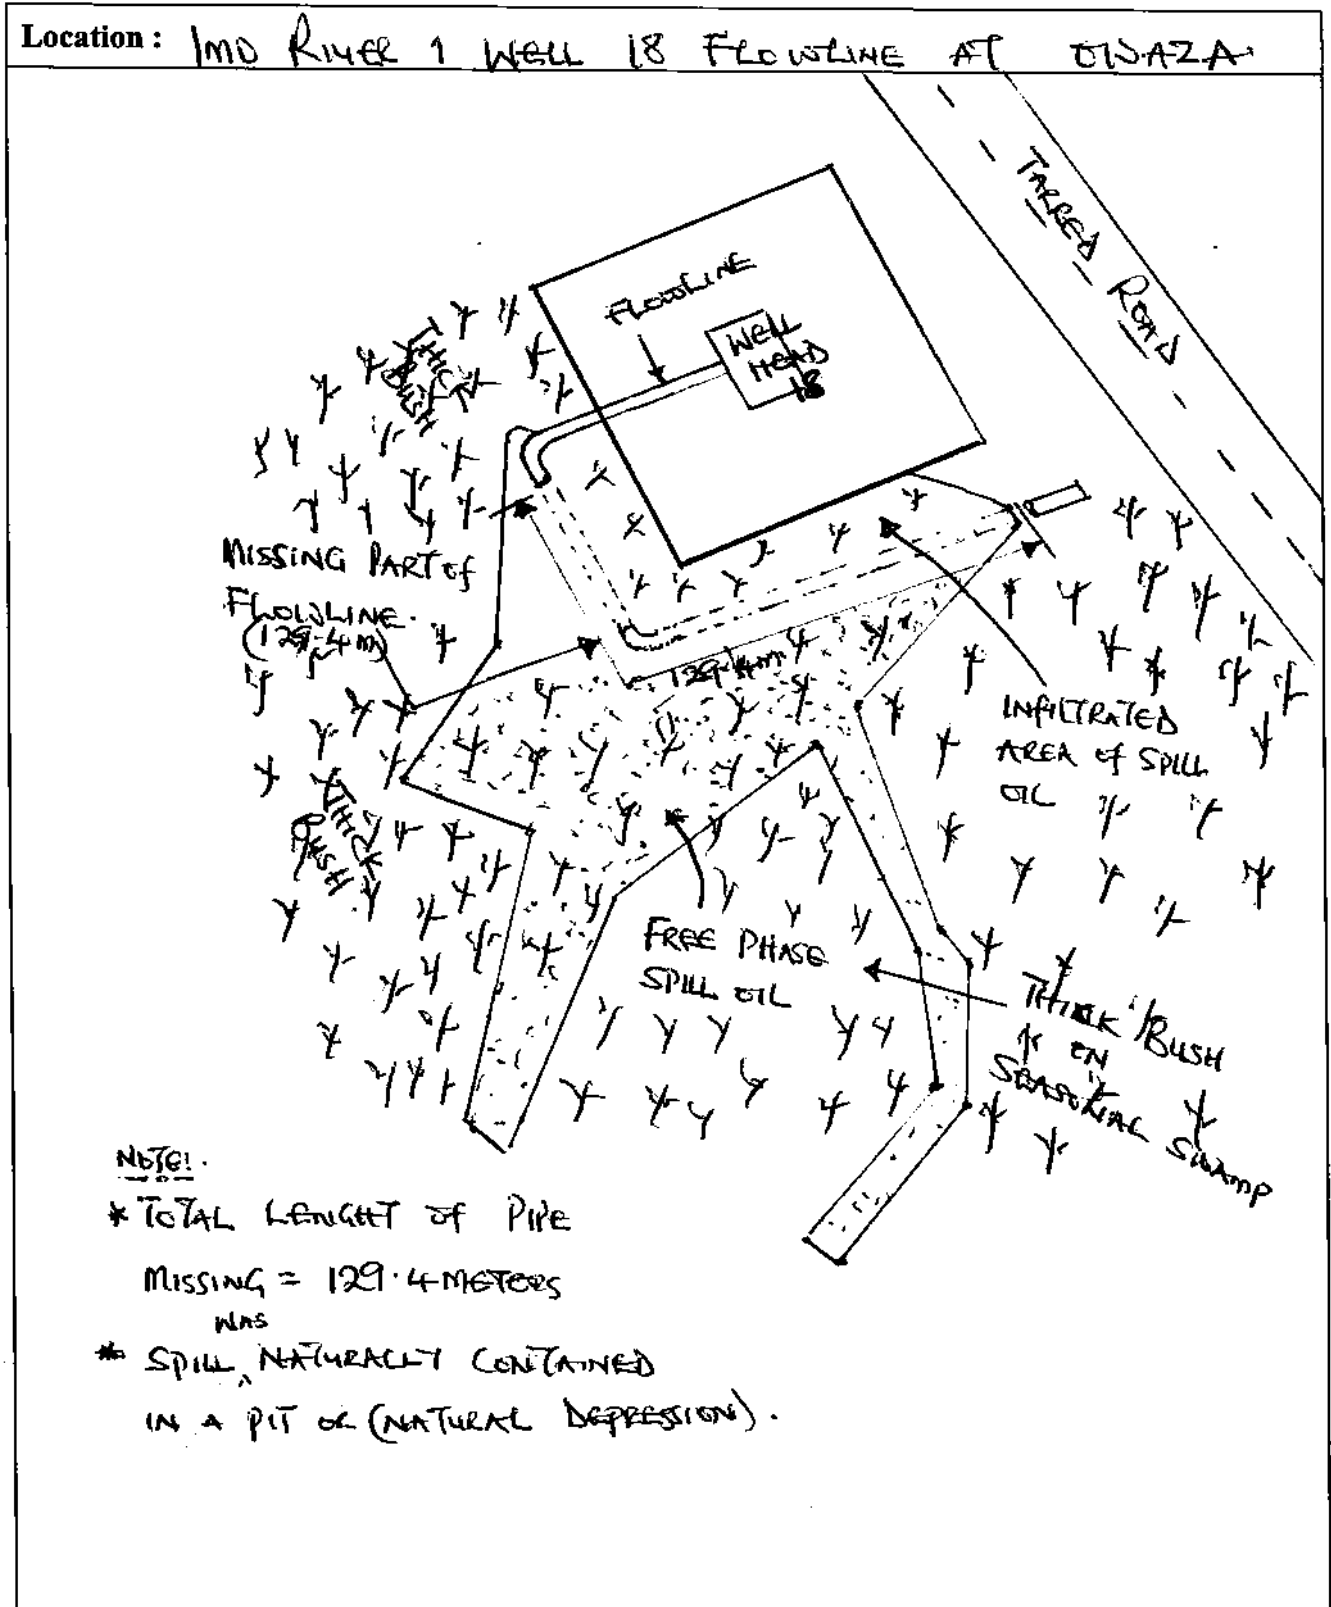 Location : IMO RIVER 1 WELL 18 FLOWLINE AT OWAZA
TARRED ROAD
FLOWLINE
WELL
HEAD
18
THICK
BUSH
MISSING PART OF
FLOWLINE.
(129.4m)
129.4m
INFILTRATED
AREA OF SPILL
OIL
THICK
BUSH
FREE PHASE
SPILL OIL
THICK BUSH
ON
SEASONAL SWAMP
NOTE!.
* TOTAL LENGHT OF PIPE
MISSING = 129.4 METERS
WAS
* SPILL NATURALLY CONTAINED
IN A PIT OR (NATURAL DEPRESSION).